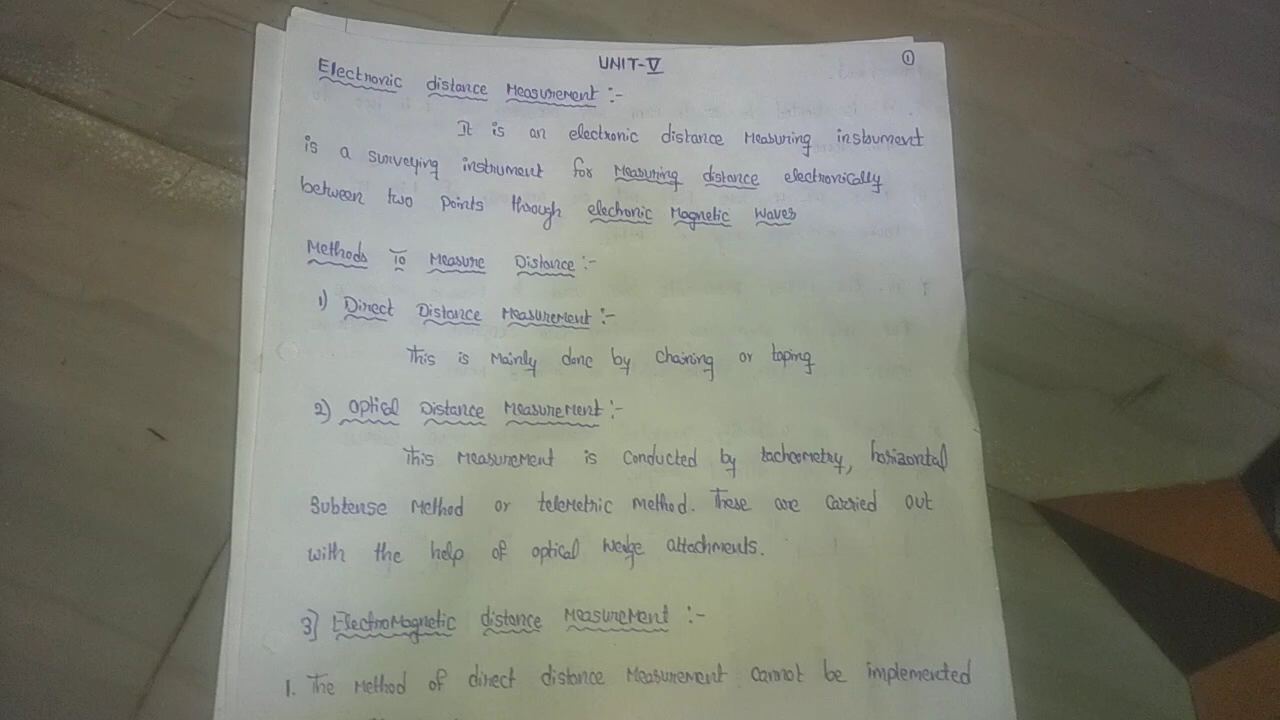 UNIT-V
①
Electronic distance Measurement :-
It is an electronic distance Measuring instrument
is a surveying instrument for Measuring distance electronically
between two points through electronic Magnetic Waves
Methods To Measure Distance :-
1) Direct Distance Measurement :-
This is Mainly done by chaining or taping
2) Optical Distance Measurement :-
This Measurement is Conducted by tacheometry, horizontal
Subtense Method or telemetric method. These are carried out
with the help of optical wedge attachments.
3] ElectroMagnetic distance Measurement :-
1. The Method of direct distance Measurement cannot be implemented